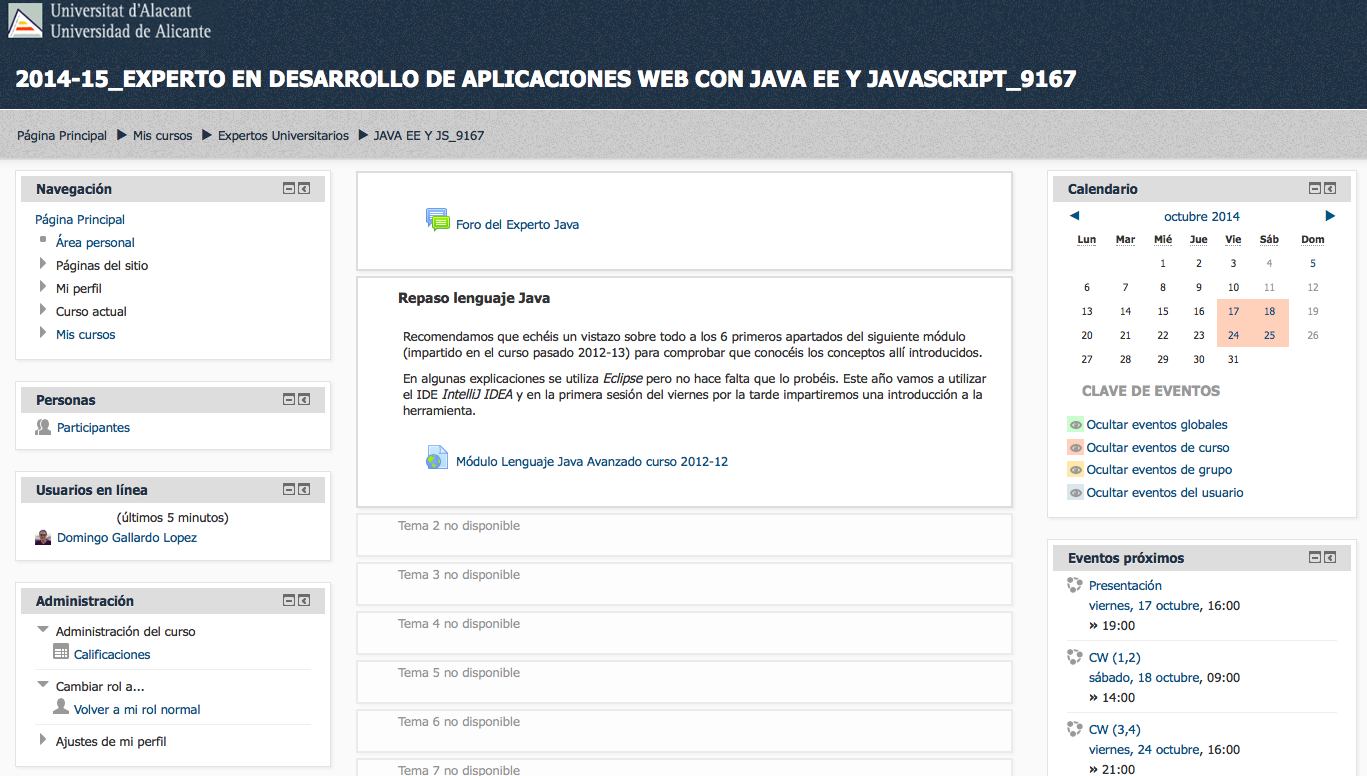 Universitat d'Alacant
Universidad de Alicante
2014-15_EXPERTO EN DESARROLLO DE APLICACIONES WEB CON JAVA EE Y JAVASCRIPT_9167
Página Principal ▶ Mis cursos ▶ Expertos Universitarios ▶ JAVA EE Y JS_9167
Navegación
Página Principal
Área personal
Páginas del sitio
Mi perfil
Curso actual
Mis cursos
Personas
Participantes
Usuarios en línea
(últimos 5 minutos)
Domingo Gallardo Lopez
Administración
Administración del curso
Calificaciones
Cambiar rol a...
Volver a mi rol normal
Ajustes de mi perfil
Foro del Experto Java
Repaso lenguaje Java
Recomendamos que echéis un vistazo sobre todo a los 6 primeros apartados del siguiente módulo
(impartido en el curso pasado 2012-13) para comprobar que conocéis los conceptos allí introducidos.
En algunas explicaciones se utiliza Eclipse pero no hace falta que lo probéis. Este año vamos a utilizar
el IDE IntelliJ IDEA y en la primera sesión del viernes por la tarde impartiremos una introducción a la
herramienta.
Módulo Lenguaje Java Avanzado curso 2012-12
Tema 2 no disponible
Tema 3 no disponible
Tema 4 no disponible
Tema 5 no disponible
Tema 6 no disponible
Tema 7 no disponible
Calendario
◀ octubre 2014 ▶
Lun Mar Mié Jue Vie Sáb Dom
1 2 3 4 5
6 7 8 9 10 11 12
13 14 15 16 17 18 19
20 21 22 23 24 25 26
27 28 29 30 31
CLAVE DE EVENTOS
Ocultar eventos globales
Ocultar eventos de curso
Ocultar eventos de grupo
Ocultar eventos del usuario
Eventos próximos
Presentación
viernes, 17 octubre, 16:00
» 19:00
CW (1,2)
sábado, 18 octubre, 09:00
» 14:00
CW (3,4)
viernes, 24 octubre, 16:00
» 21:00